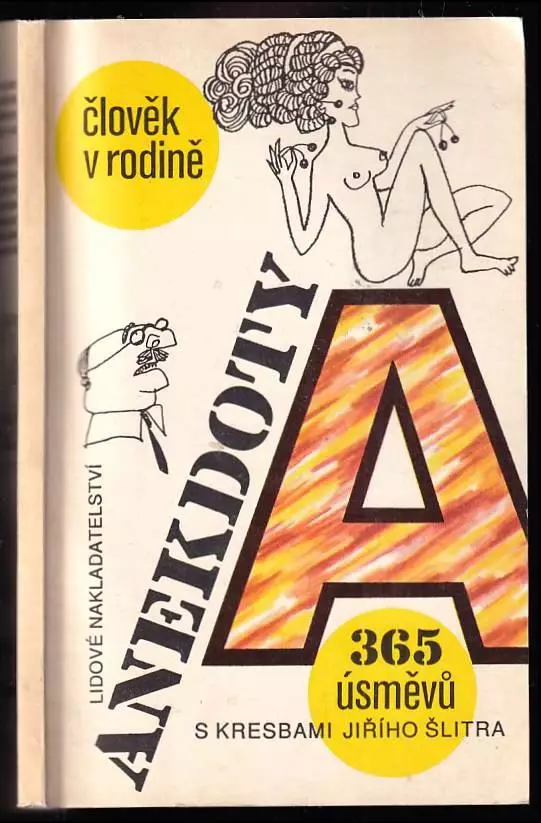 člověk
v rodině
ANEKDOTY
A
LIDOVÉ NAKLADATELSTVÍ
365
úsměvů
S KRESBAMI JIŘÍHO ŠLITRA